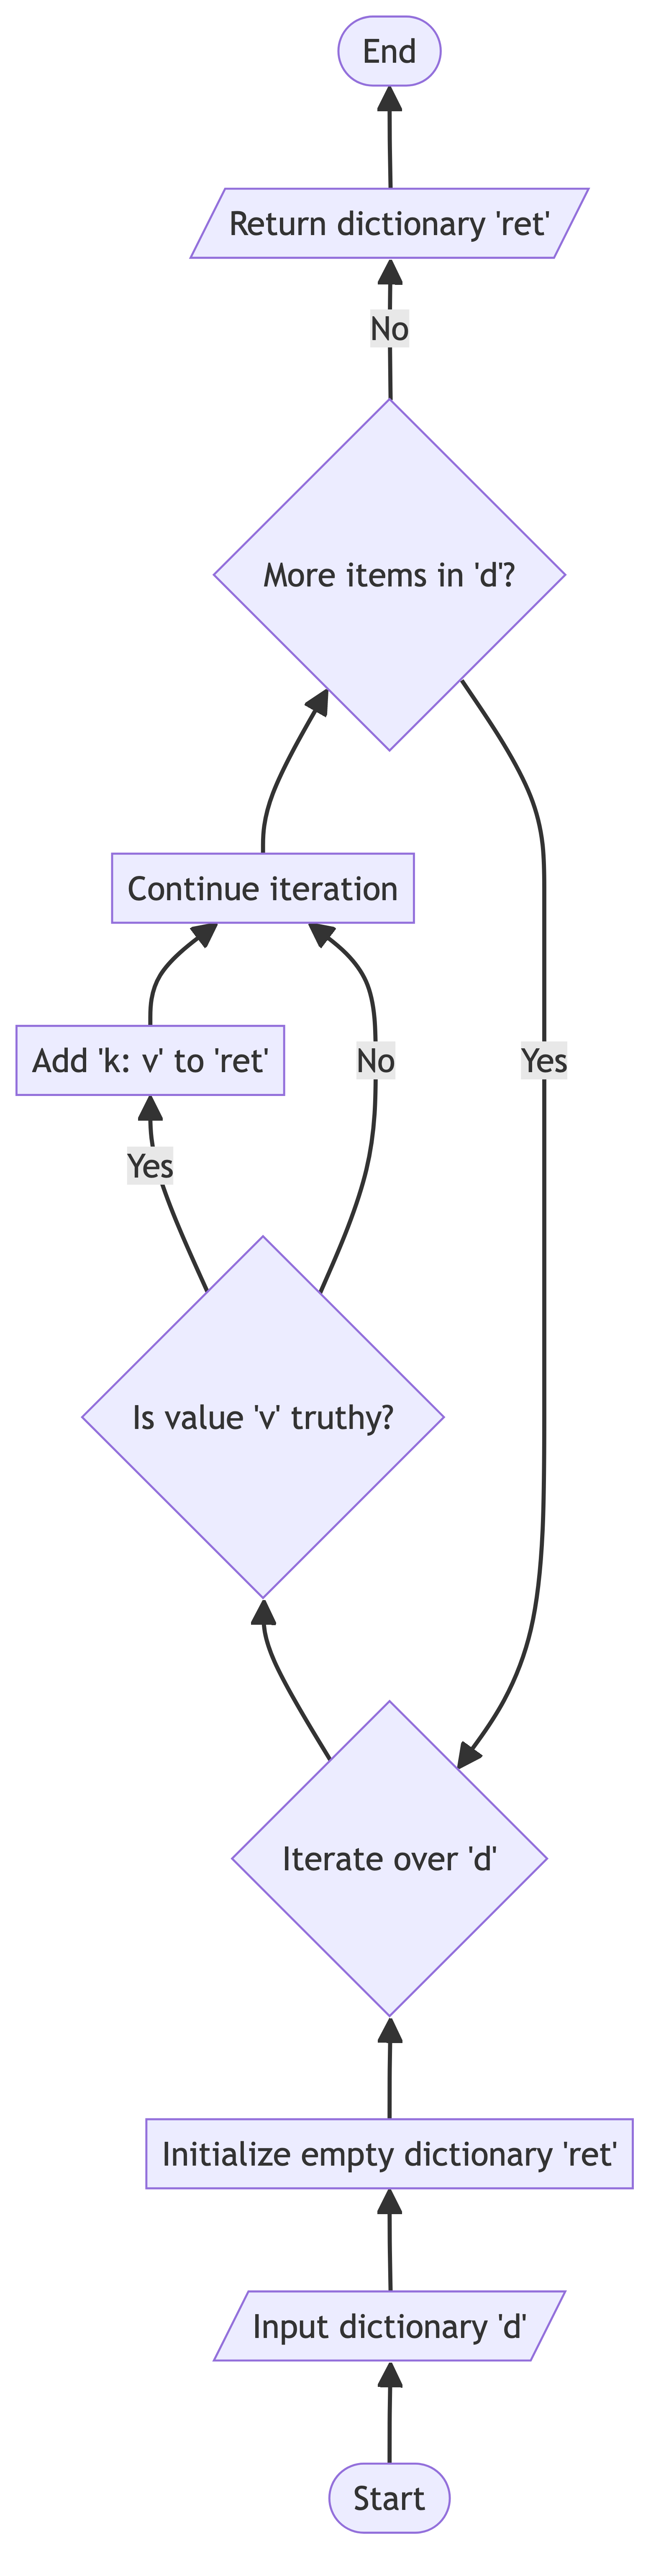 End
Return dictionary 'ret'
No
More items in 'd'?
Continue iteration
Add 'k: v' to 'ret'
No
Yes
Yes
Is value 'v' truthy?
Iterate over 'd'
Initialize empty dictionary 'ret'
Input dictionary 'd'
Start